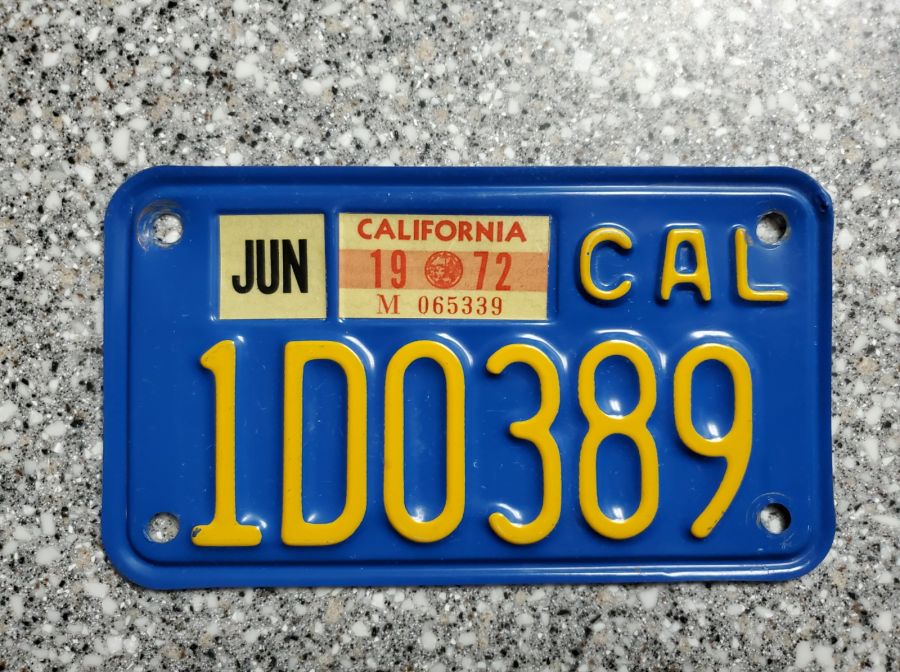 JUN
CALIFORNIA
19 72
M 065339
CAL
1D0389